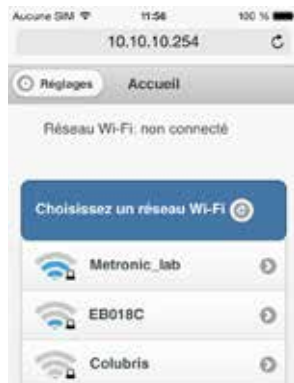 Aucune SIM 11:56 100 %
10.10.10.254
Réglages Accueil
Réseau Wi-Fi: non connecté
Choisissez un réseau Wi-Fi
Metronic_lab
EB018C
Colubris